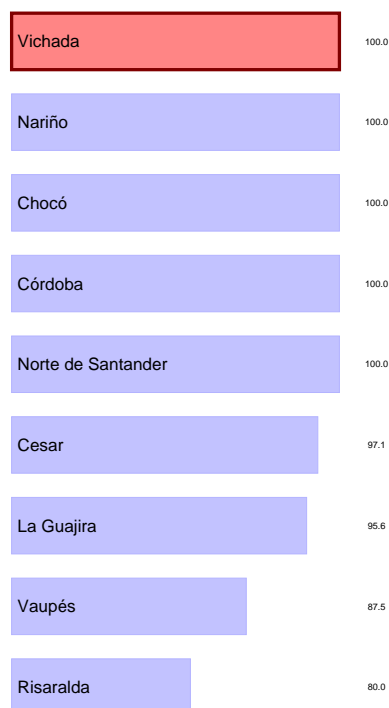 Vichada 100.0
Nariño 100.0
Chocó 100.0
Córdoba 100.0
Norte de Santander 100.0
Cesar 97.1
La Guajira 95.6
Vaupés 87.5
Risaralda 80.0